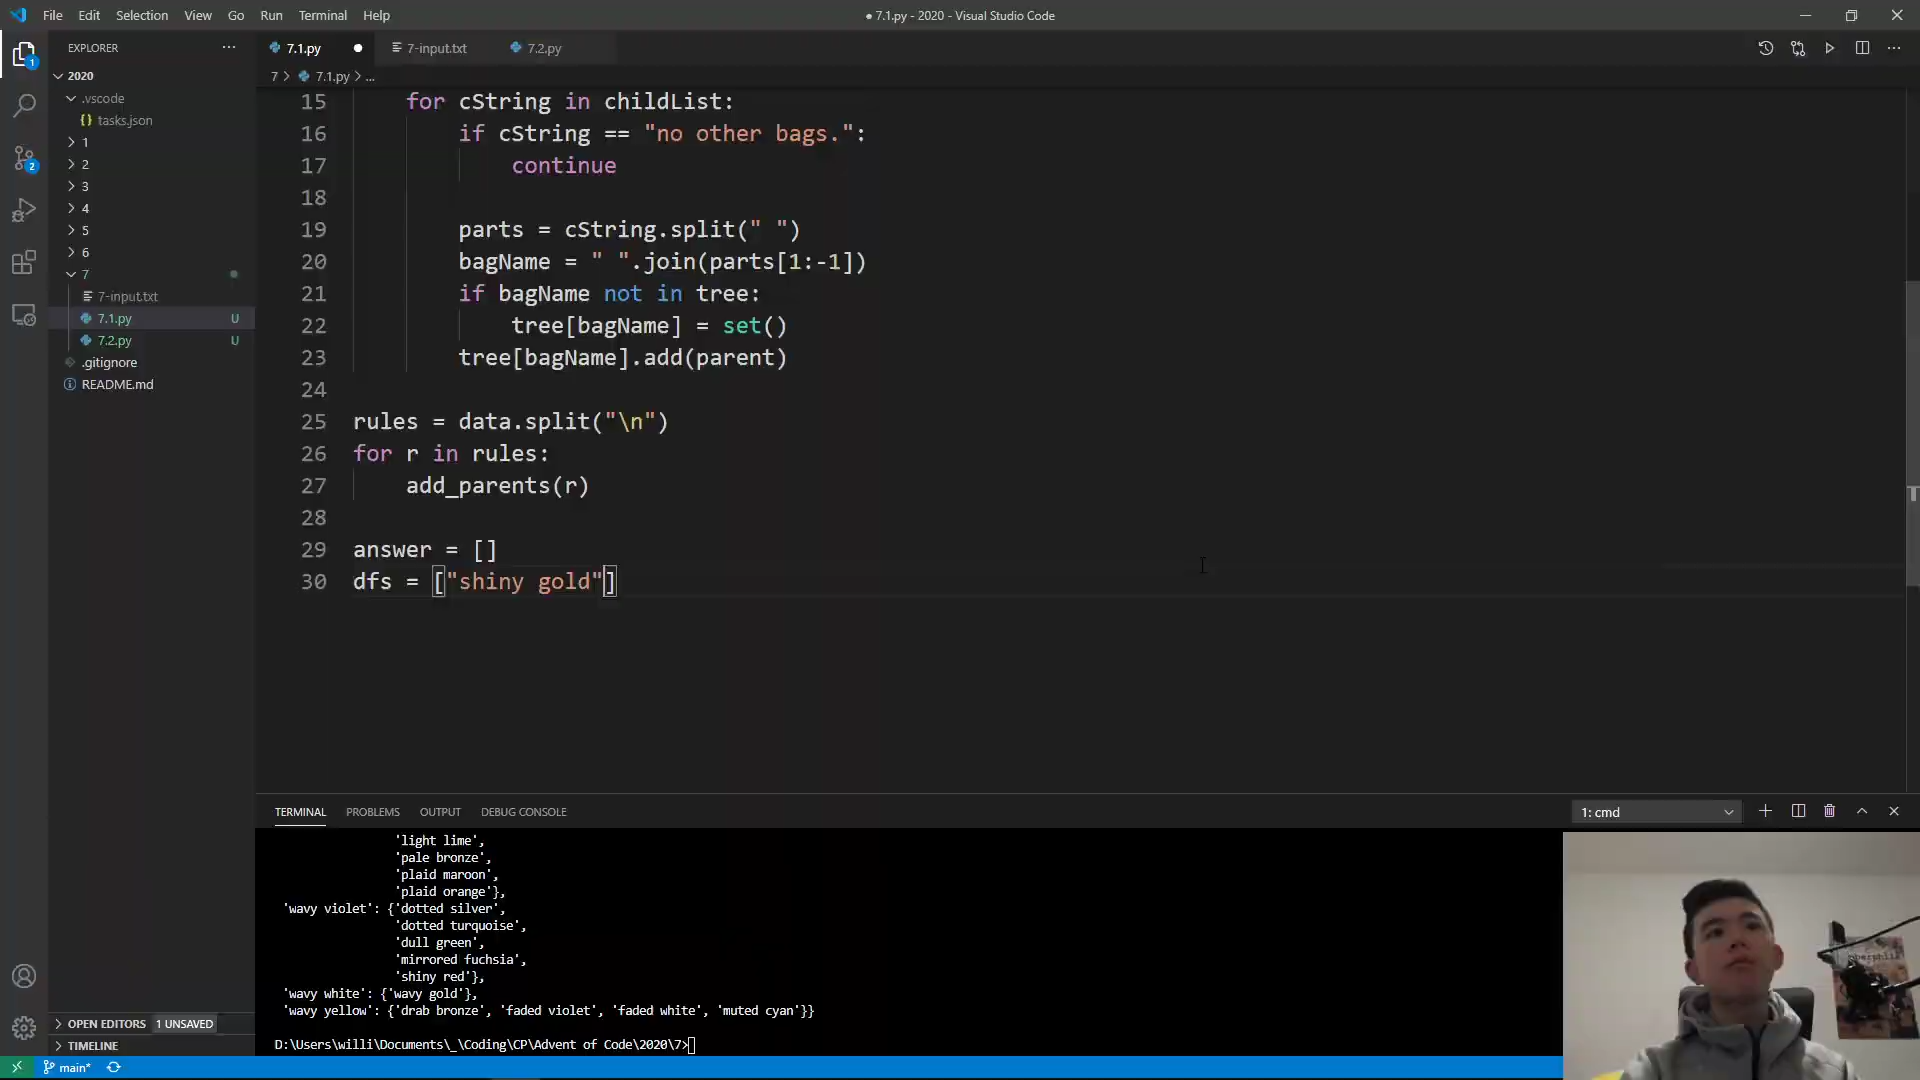 File Edit Selection View Go Run Terminal Help
● 7.1.py - 2020 - Visual Studio Code
EXPLORER ···
2020
.vscode
{} tasks.json
1
2
3
4
5
6
7
7-input.txt
7.1.py U
7.2.py U
.gitignore
README.md
OPEN EDITORS 1 UNSAVED
TIMELINE
1
2
7.1.py 7-input.txt 7.2.py
7 > 7.1.py > ...
15 for cString in childList:
16 if cString == "no other bags.":
17 continue
18
19 parts = cString.split(" ")
20 bagName = " ".join(parts[1:-1])
21 if bagName not in tree:
22 tree[bagName] = set()
23 tree[bagName].add(parent)
24
25 rules = data.split("\n")
26 for r in rules:
27 add_parents(r)
28
29 answer = []
30 dfs = ["shiny gold"]
TERMINAL PROBLEMS OUTPUT DEBUG CONSOLE
1: cmd
'light lime',
'pale bronze',
'plaid maroon',
'plaid orange'},
'wavy violet': {'dotted silver',
'dotted turquoise',
'dull green',
'mirrored fuchsia',
'shiny red'},
'wavy white': {'wavy gold'},
'wavy yellow': {'drab bronze', 'faded violet', 'faded white', 'muted cyan'}}
D:\Users\willi\Documents\_\Coding\CP\Advent of Code\2020\7>
main*